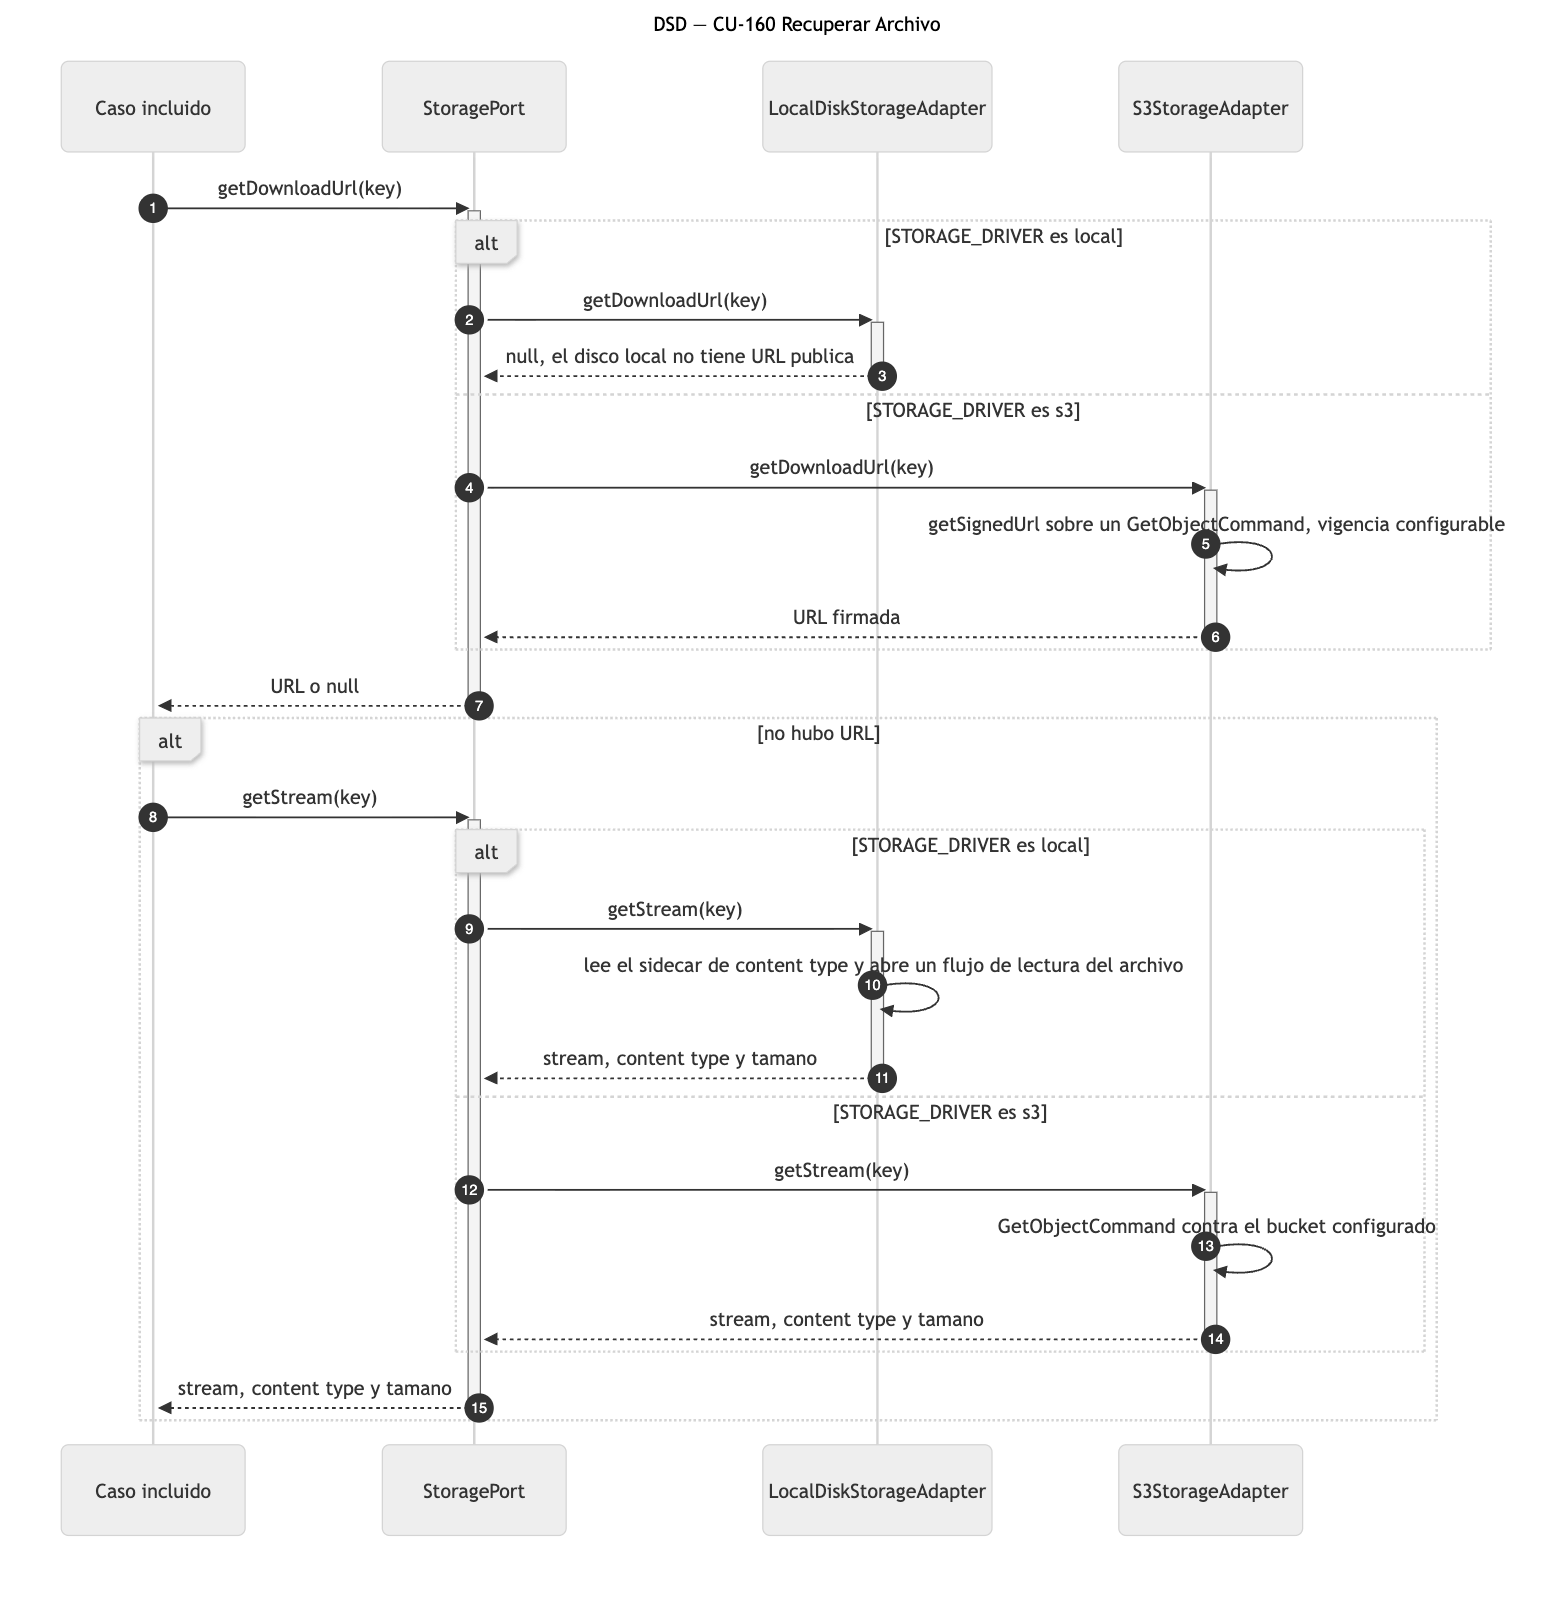 DSD — CU-160 Recuperar Archivo
Caso incluido
StoragePort
LocalDiskStorageAdapter
S3StorageAdapter
getDownloadUrl(key)
1
alt
[STORAGE_DRIVER es local]
getDownloadUrl(key)
2
null, el disco local no tiene URL publica
3
[STORAGE_DRIVER es s3]
getDownloadUrl(key)
4
getSignedUrl sobre un GetObjectCommand, vigencia configurable
5
URL firmada
6
URL o null
7
alt
[no hubo URL]
getStream(key)
8
alt
[STORAGE_DRIVER es local]
getStream(key)
9
lee el sidecar de content type y abre un flujo de lectura del archivo
10
stream, content type y tamano
11
[STORAGE_DRIVER es s3]
getStream(key)
12
GetObjectCommand contra el bucket configurado
13
stream, content type y tamano
14
stream, content type y tamano
15
Caso incluido
StoragePort
LocalDiskStorageAdapter
S3StorageAdapter